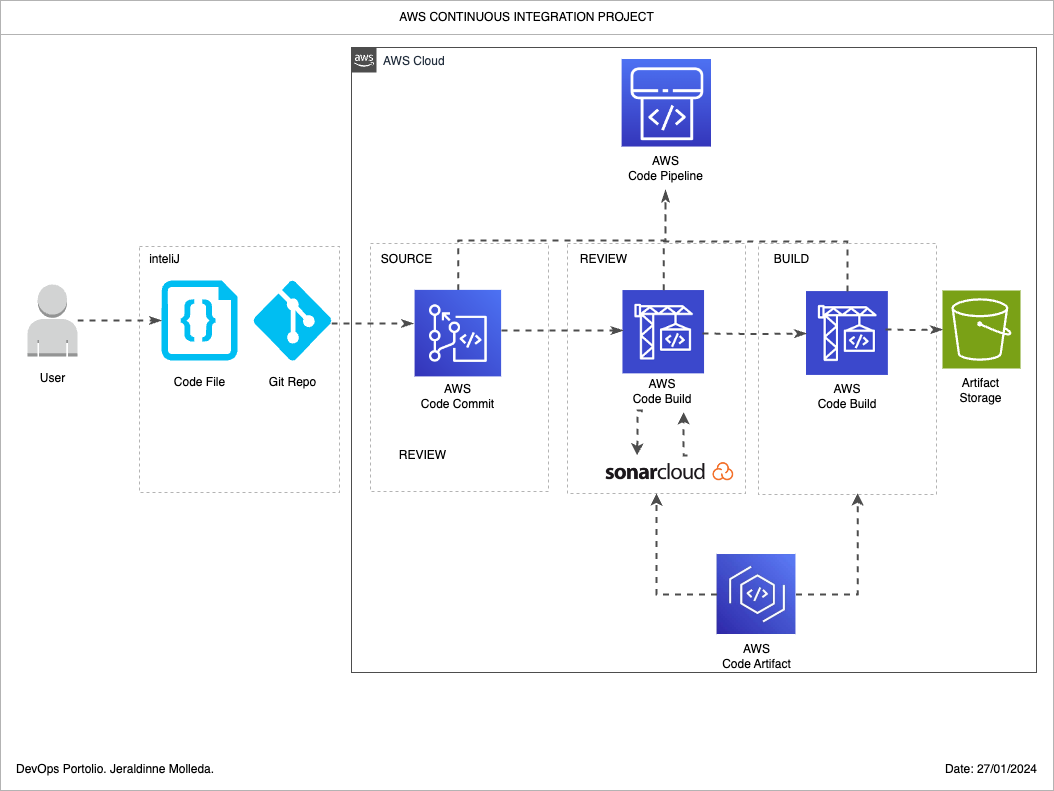 AWS CONTINUOUS INTEGRATION PROJECT
aws
AWS Cloud
AWS
Code Pipeline
inteliJ
SOURCE
REVIEW
BUILD
User
Code File
Git Repo
AWS
Code Commit
AWS
Code Build
AWS
Code Build
Artifact
Storage
REVIEW
sonarcloud
AWS
Code Artifact
DevOps Portolio. Jeraldinne Molleda.
Date: 27/01/2024